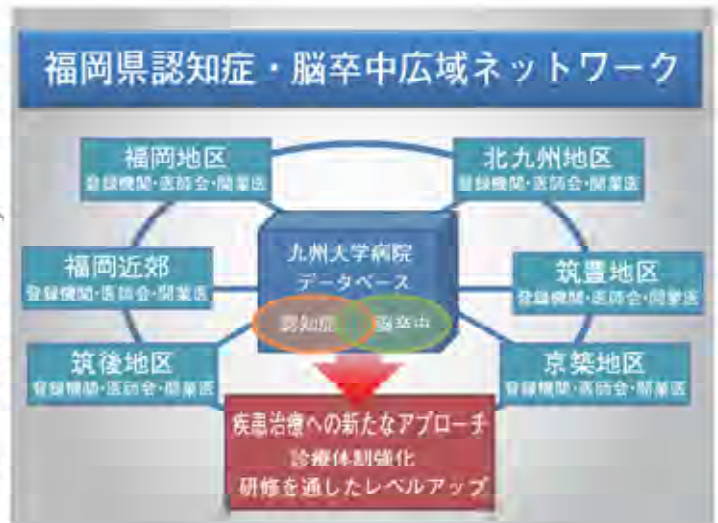 福岡県認知症・脳卒中広域ネットワーク
福岡地区
登録機関・医師会・開業医
北九州地区
登録機関・医師会・開業医
九州大学病院
データベース
認知症
脳卒中
福岡近郊
登録機関・医師会・開業医
筑豊地区
登録機関・医師会・開業医
筑後地区
登録機関・医師会・開業医
京築地区
登録機関・医師会・開業医
疾患治療への新たなアプローチ
診療体制強化
研修を通したレベルアップ